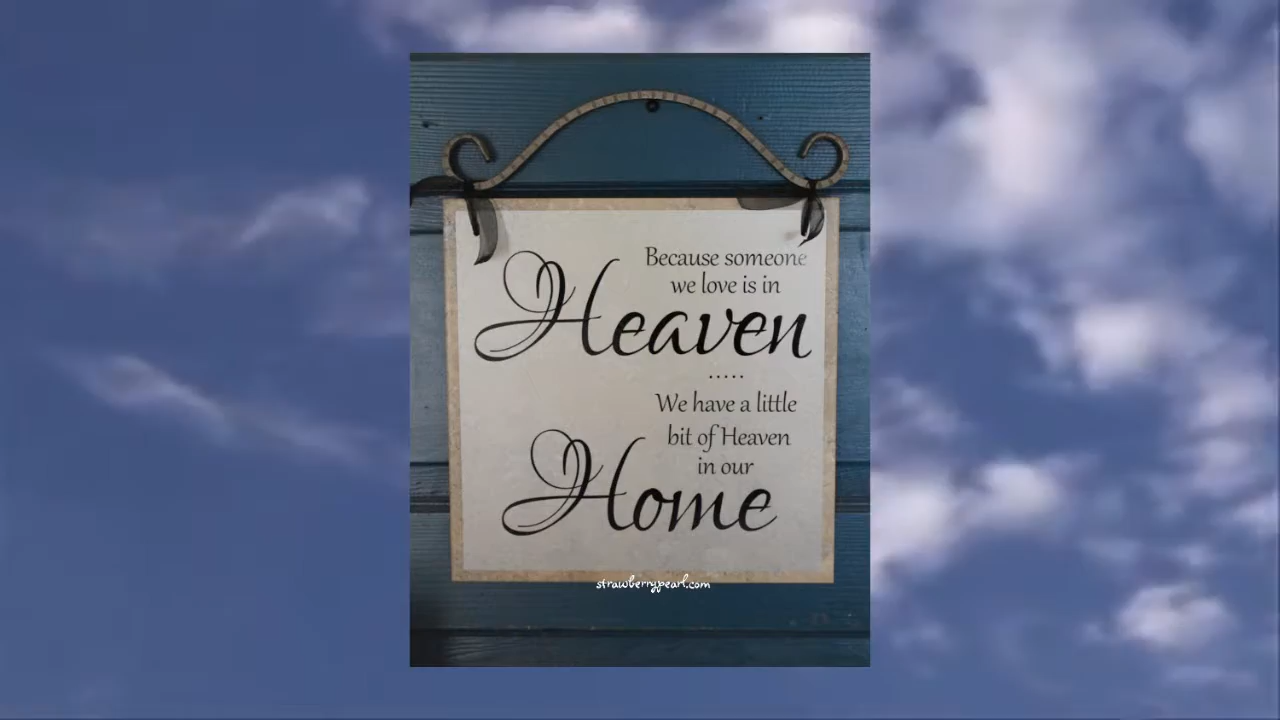 Because someone
we love is in
Heaven
.....
We have a little
bit of Heaven
in our
Home
strawberrypearl.com